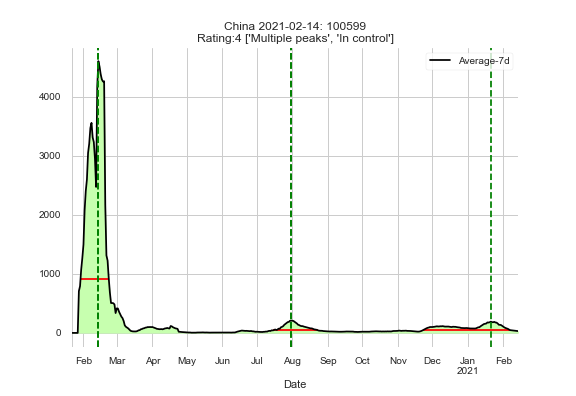 China 2021-02-14: 100599
Rating:4 ['Multiple peaks', 'In control']
Average-7d
4000
3000
2000
1000
0
Feb Mar Apr May Jun Jul Aug Sep Oct Nov Dec Jan Feb
2021
Date